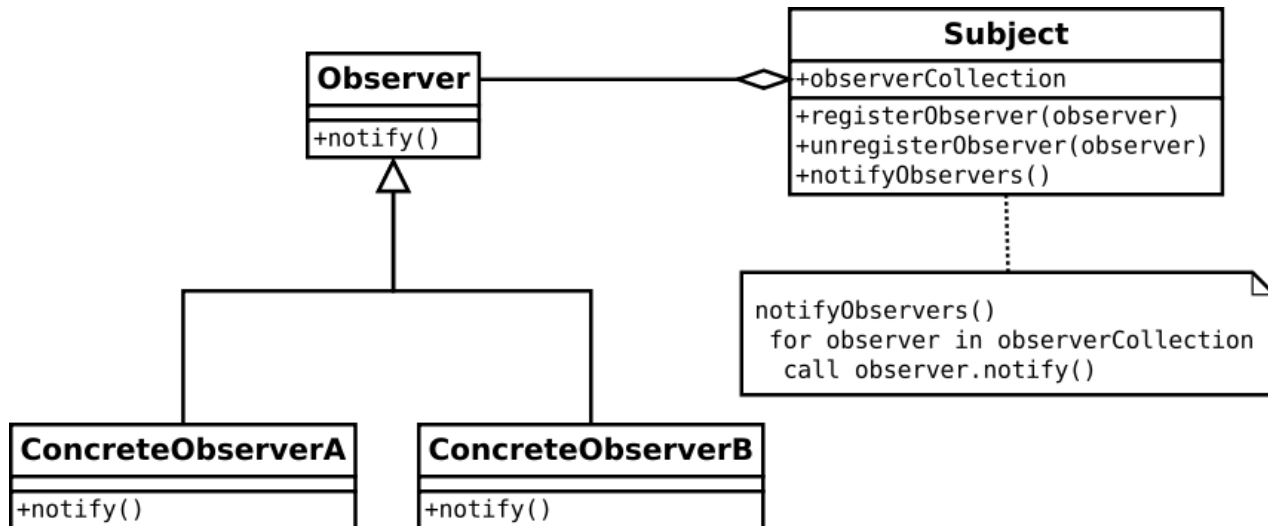 Observer
+notify()
Subject
+observerCollection
+registerObserver(observer)
+unregisterObserver(observer)
+notifyObservers()
notifyObservers()
for observer in observerCollection
call observer.notify()
ConcreteObserverA
+notify()
ConcreteObserverB
+notify()